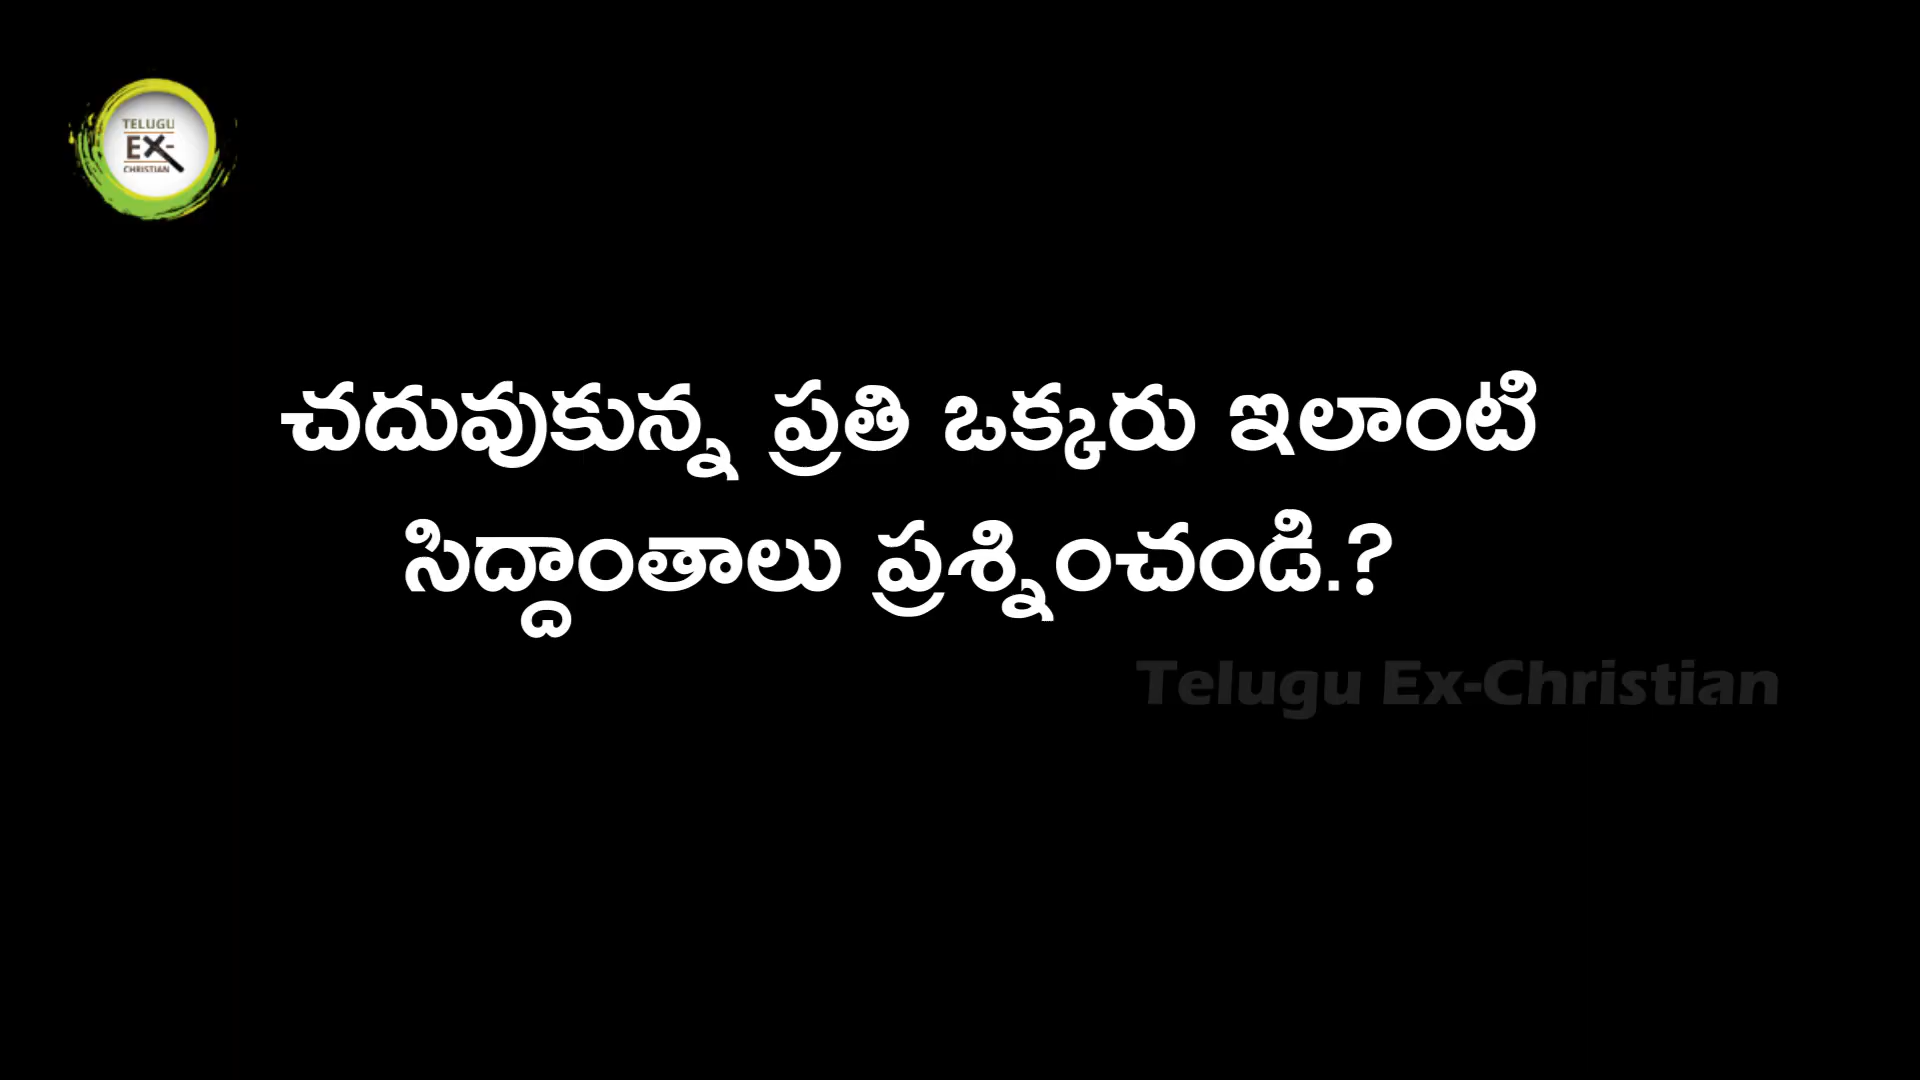 TELUGU
EX-
CHRISTIAN
చదువుకున్న ప్రతి ఒక్కరు ఇలాంటి
సిద్దాంతాలు ప్రశ్నించండి.?
Telugu Ex-Christian